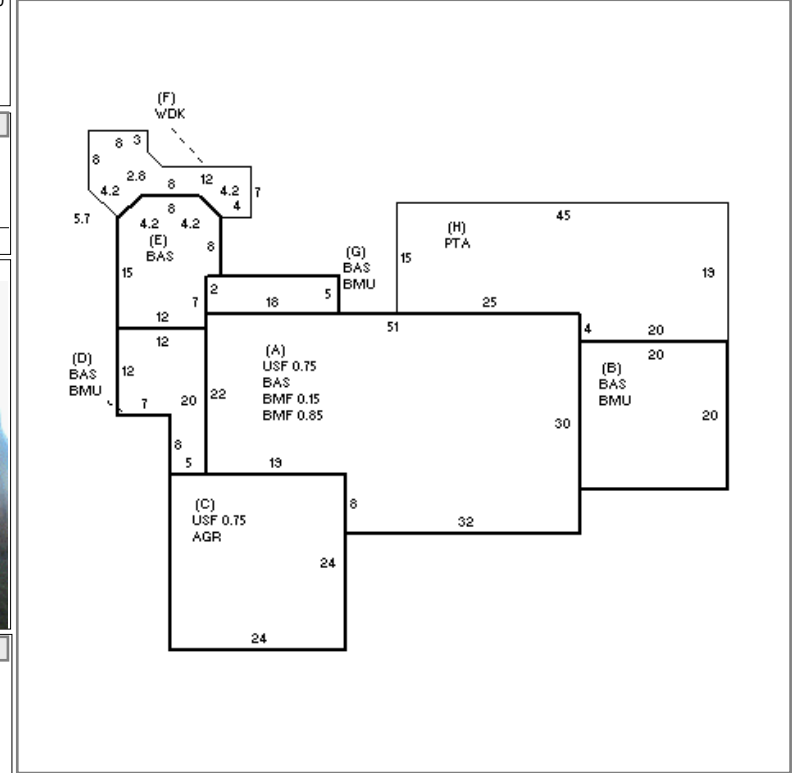 (F)
WDK
8 3
8
2.8
8
12
4.2
4.2
7
4
5.7
8
4.2 4.2
(E)
BAS
8
15
7
12
45
(H)
PTA
15
19
25
(G)
BAS
BMU
2
18
5
51
4
20
12
(D)
BAS
BMU
12
7
20
8
5
(A)
USF 0.75
BAS
BMF 0.15
BMF 0.85
22
30
19
8
32
20
(B)
BAS
BMU
20
(C)
USF 0.75
AGR
24
24